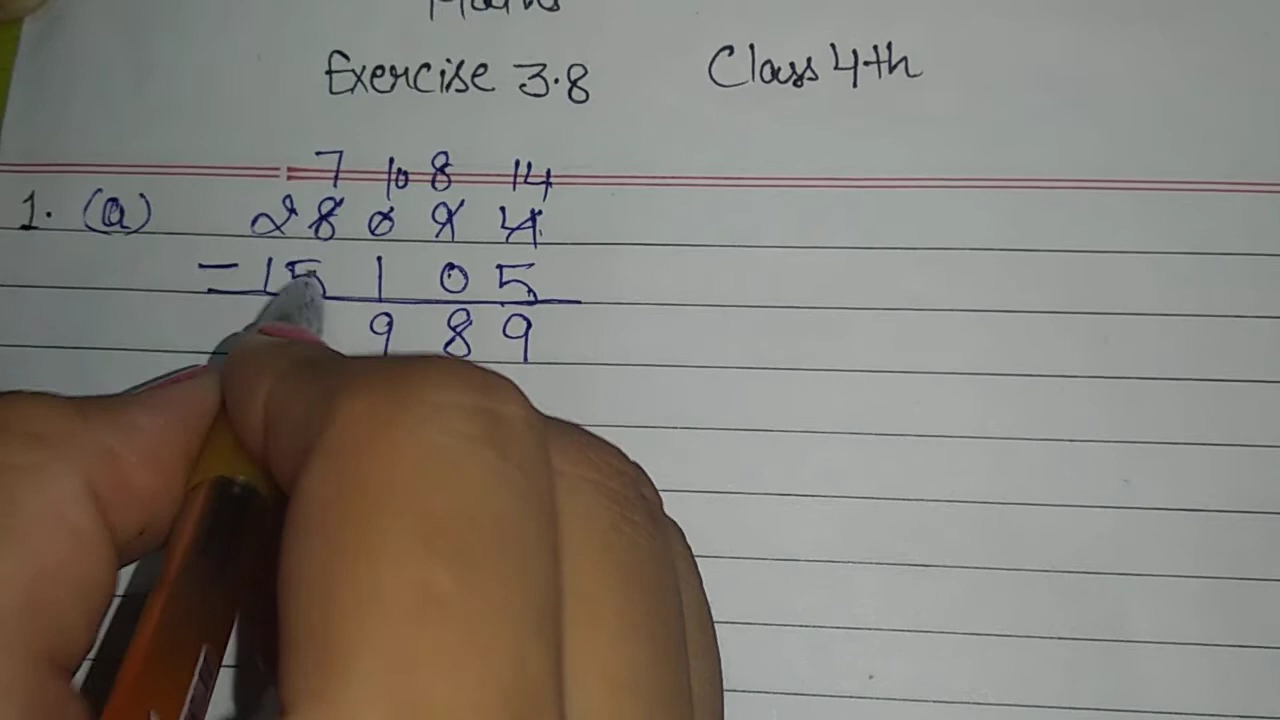 Maths
Exercise 3.8 Class 4th
7 10 8 14
1. (a) 2 8 0 9 4
- 1 5 1 0 5
9 8 9